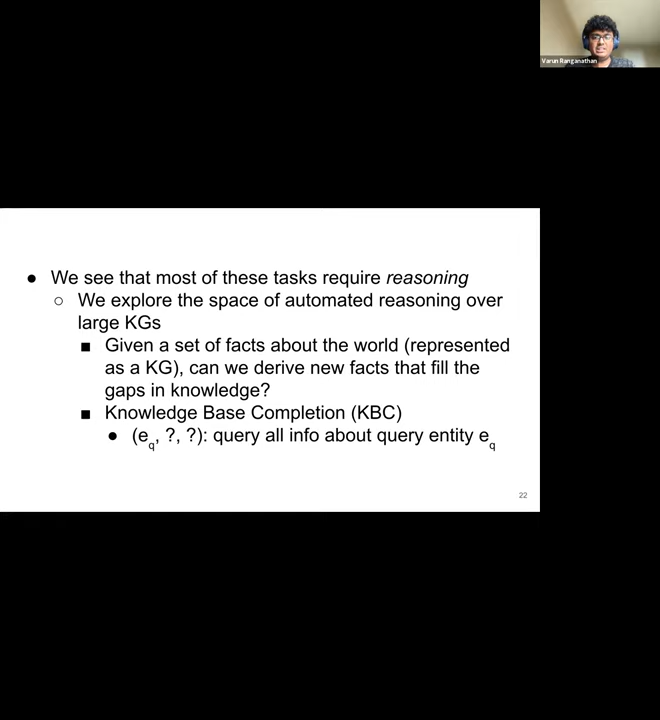 Varun Ranganathan
● We see that most of these tasks require reasoning
○ We explore the space of automated reasoning over
large KGs
■ Given a set of facts about the world (represented
as a KG), can we derive new facts that fill the
gaps in knowledge?
■ Knowledge Base Completion (KBC)
● (e_q, ?, ?): query all info about query entity e_q
22